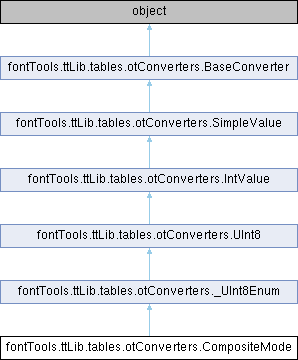 object
fontTools.ttLib.tables.otConverters.BaseConverter
fontTools.ttLib.tables.otConverters.SimpleValue
fontTools.ttLib.tables.otConverters.IntValue
fontTools.ttLib.tables.otConverters.UInt8
fontTools.ttLib.tables.otConverters._UInt8Enum
fontTools.ttLib.tables.otConverters.CompositeMode